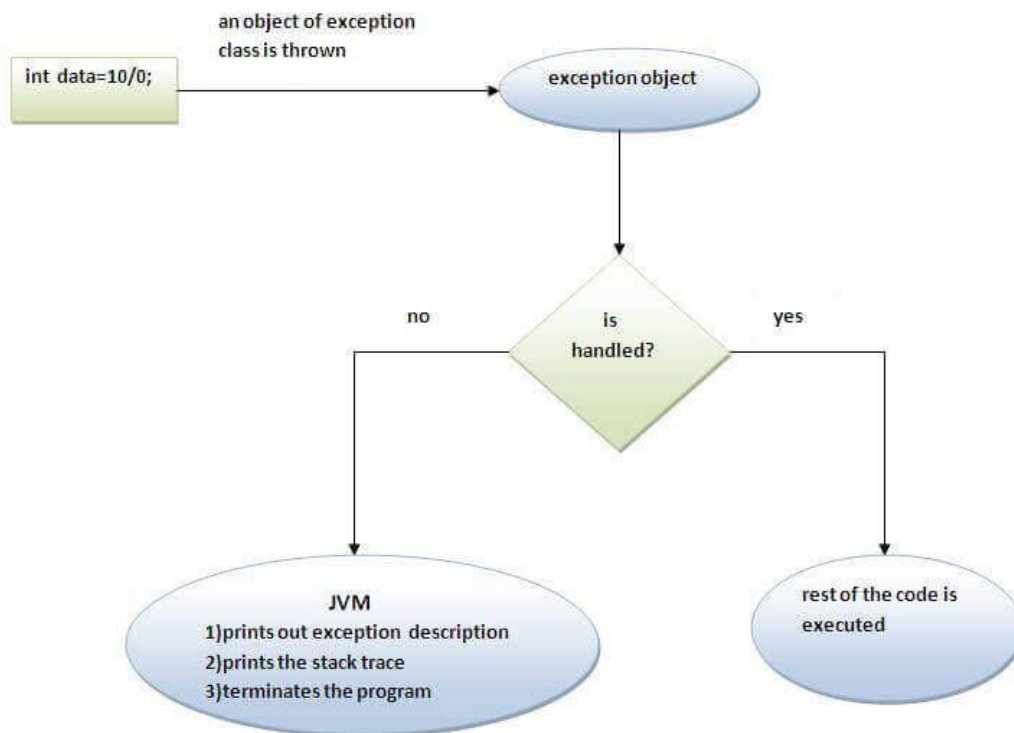 an object of exception
class is thrown
int data=10/0;
exception object
is
handled?
no
yes
JVM
1)prints out exception description
2)prints the stack trace
3)terminates the program
rest of the code is
executed